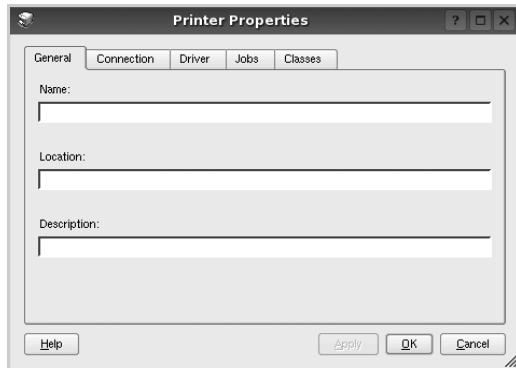 Printer Properties ? X
General Connection Driver Jobs Classes
Name:
Location:
Description:
Help Apply OK Cancel